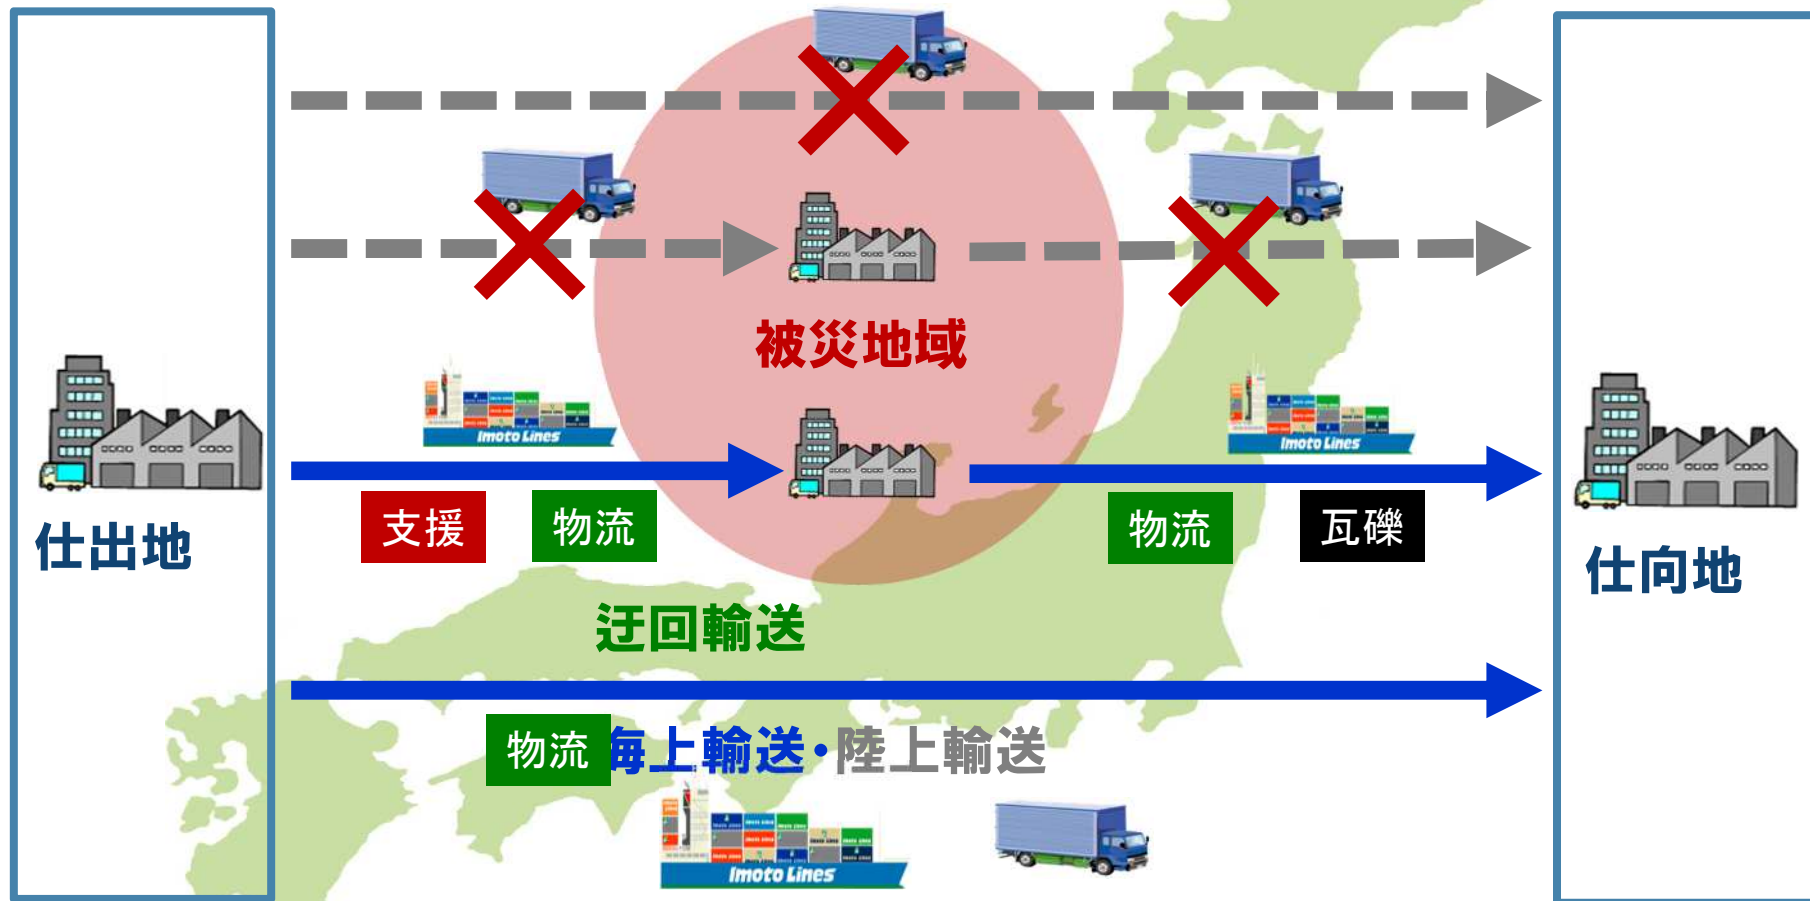 被災地域
Imoto Lines
Imoto Lines
支援
物流
物流
瓦礫
仕出地
仕向地
迂回輸送
物流
海上輸送・陸上輸送
Imoto Lines